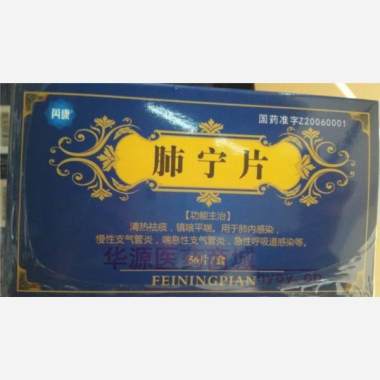 国药准字Z20060001
肺宁片
【功能主治】
清热祛痰，镇咳平喘。用于肺内感染，
慢性支气管炎，喘息性支气管炎，急性呼吸道感染等。
36片/盒
FEININGPIAN